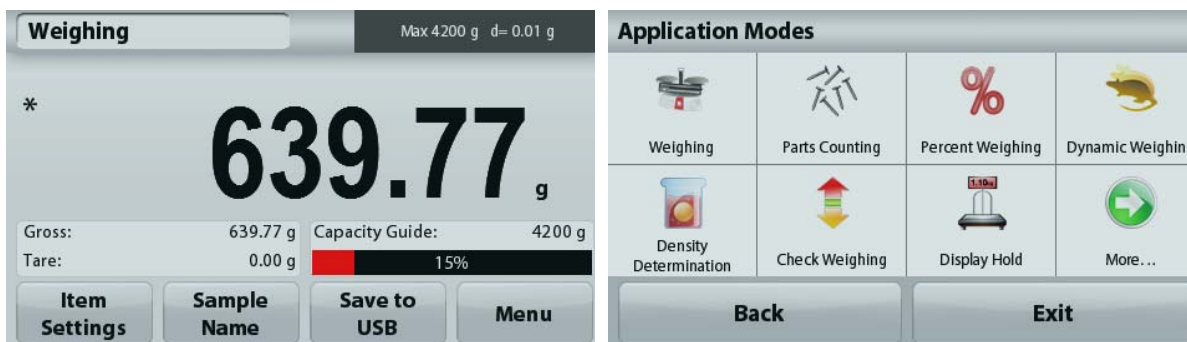 Weighing
Max 4200 g d= 0.01 g
*
639.77 g
Gross: 639.77 g
Tare: 0.00 g
Capacity Guide: 4200 g
15%
Item
Settings
Sample
Name
Save to
USB
Menu
Application Modes
Weighing
Parts Counting
%
Percent Weighing
Dynamic Weighin
Density
Determination
Check Weighing
1.10
Display Hold
More...
Back
Exit